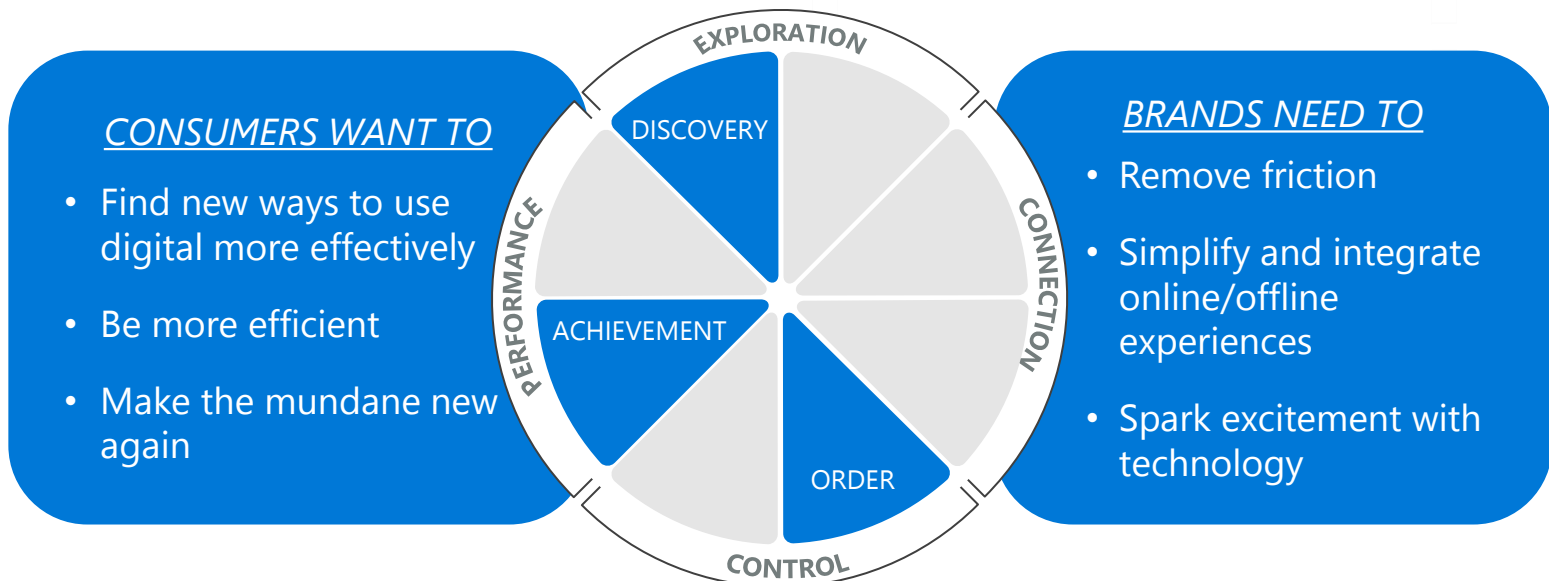 CONSUMERS WANT TO
• Find new ways to use
digital more effectively
• Be more efficient
• Make the mundane new
again
EXPLORATION
PERFORMANCE
CONNECTION
CONTROL
DISCOVERY
ACHIEVEMENT
ORDER
BRANDS NEED TO
• Remove friction
• Simplify and integrate
online/offline
experiences
• Spark excitement with
technology